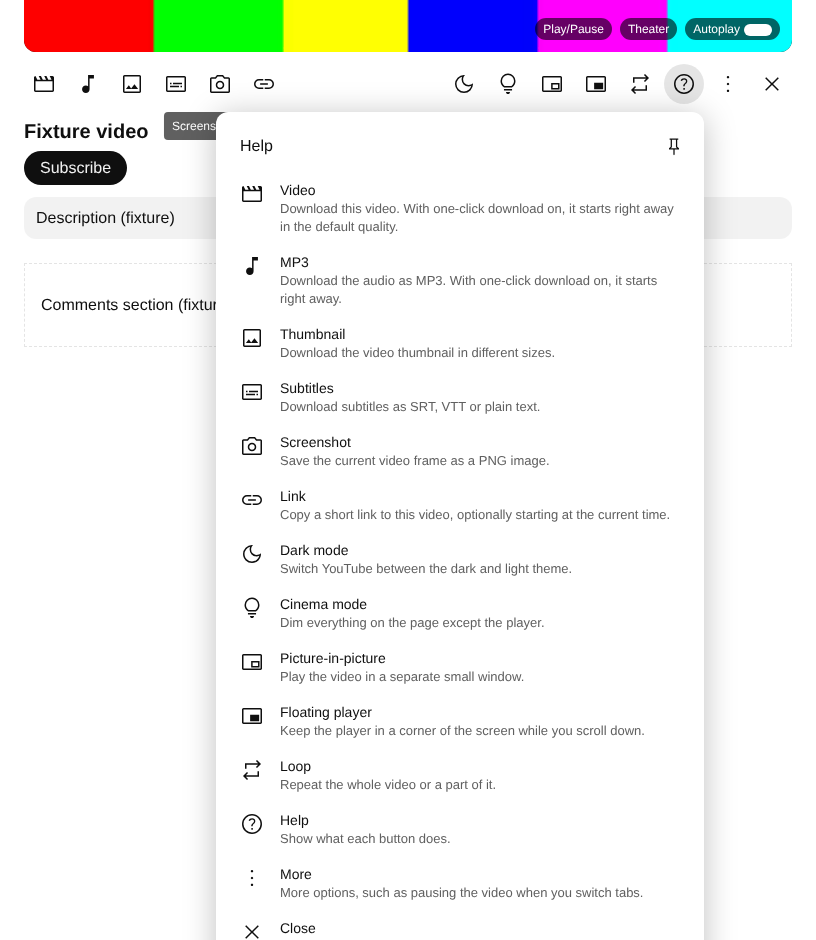 Play/Pause
Theater
Autoplay
Fixture video
Subscribe
Description (fixture)
Help
Video
Download this video. With one-click download on, it starts right away
in the default quality.
MP3
Download the audio as MP3. With one-click download on, it starts
right away.
Thumbnail
Download the video thumbnail in different sizes.
Subtitles
Download subtitles as SRT, VTT or plain text.
Screenshot
Save the current video frame as a PNG image.
Link
Copy a short link to this video, optionally starting at the current time.
Dark mode
Switch YouTube between the dark and light theme.
Cinema mode
Dim everything on the page except the player.
Picture-in-picture
Play the video in a separate small window.
Floating player
Keep the player in a corner of the screen while you scroll down.
Loop
Repeat the whole video or a part of it.
Help
Show what each button does.
More
More options, such as pausing the video when you switch tabs.
Close
Comments section